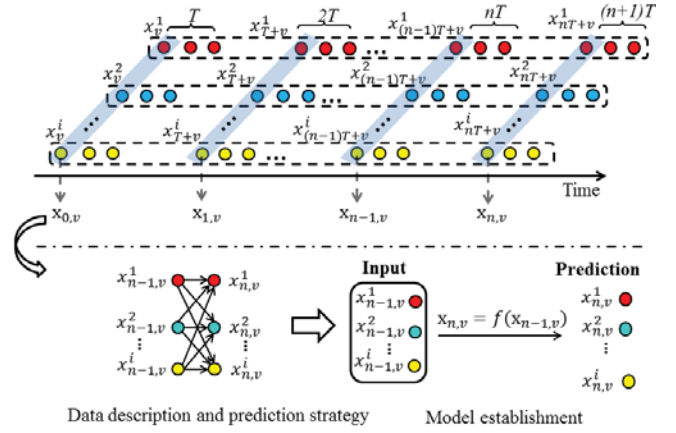 T 2T nT (n+1)T
x_v^1 x_{T+v}^1 x_{(n−1)T+v}^1 x_{nT+v}^1
...
x_v^2 x_{T+v}^2 x_{(n−1)T+v}^2 x_{nT+v}^2
...
x_v^i x_{T+v}^i x_{(n−1)T+v}^i x_{nT+v}^i
...
Time
x_{0,v} x_{1,v} x_{n−1,v} x_{n,v}
Input Prediction
x_{n−1,v}^1 x_{n,v}^1 x_{n−1,v}^1 x_{n,v}^1
x_{n−1,v}^2 x_{n,v}^2 x_{n−1,v}^2 x_{n,v} = f(x_{n−1,v}) x_{n,v}^2
⋮ ⋮ ⋮ ⋮
x_{n−1,v}^i x_{n,v}^i x_{n−1,v}^i x_{n,v}^i
Data description and prediction strategy Model establishment